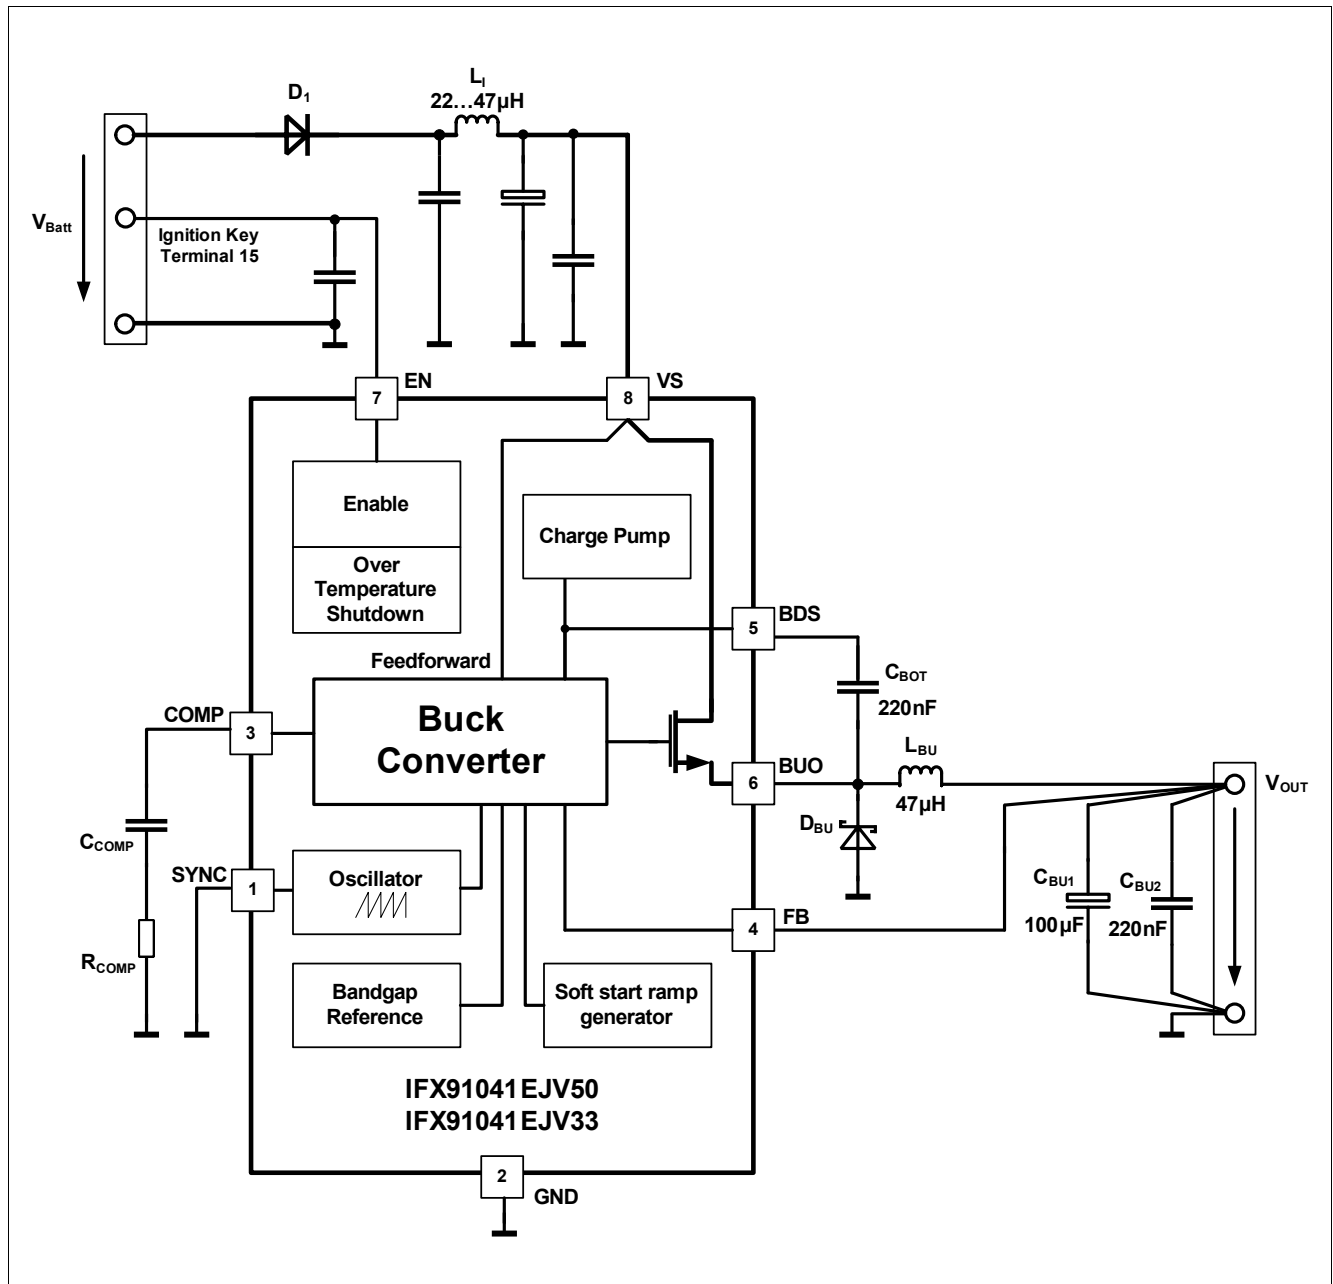 D1
LI
22...47µH
VBatt
Ignition Key
Terminal 15
EN
VS
7
8
Enable
Over
Temperature
Shutdown
Charge Pump
BDS
5
Feedforward
CBOT
220nF
COMP
3
Buck
Converter
LBU
47µH
BUO
6
VOUT
DBU
CCOMP
SYNC
1
Oscillator
CBU1
100µF
CBU2
220nF
FB
4
RCOMP
Bandgap
Reference
Soft start ramp
generator
IFX91041EJV50
IFX91041EJV33
2
GND